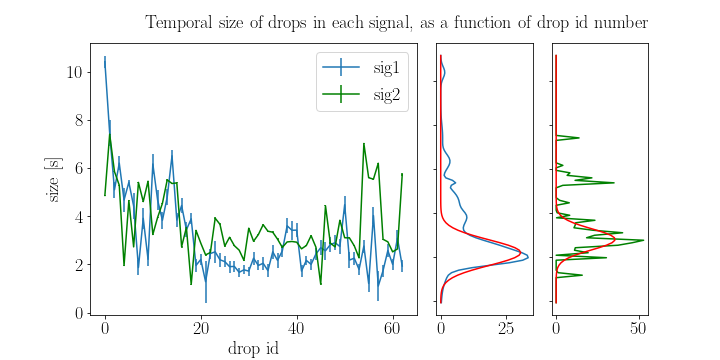 Temporal size of drops in each signal, as a function of drop id number
sig1
sig2
size [s]
10
8
6
4
2
0
0 20 40 60
0 25
0 50
drop id